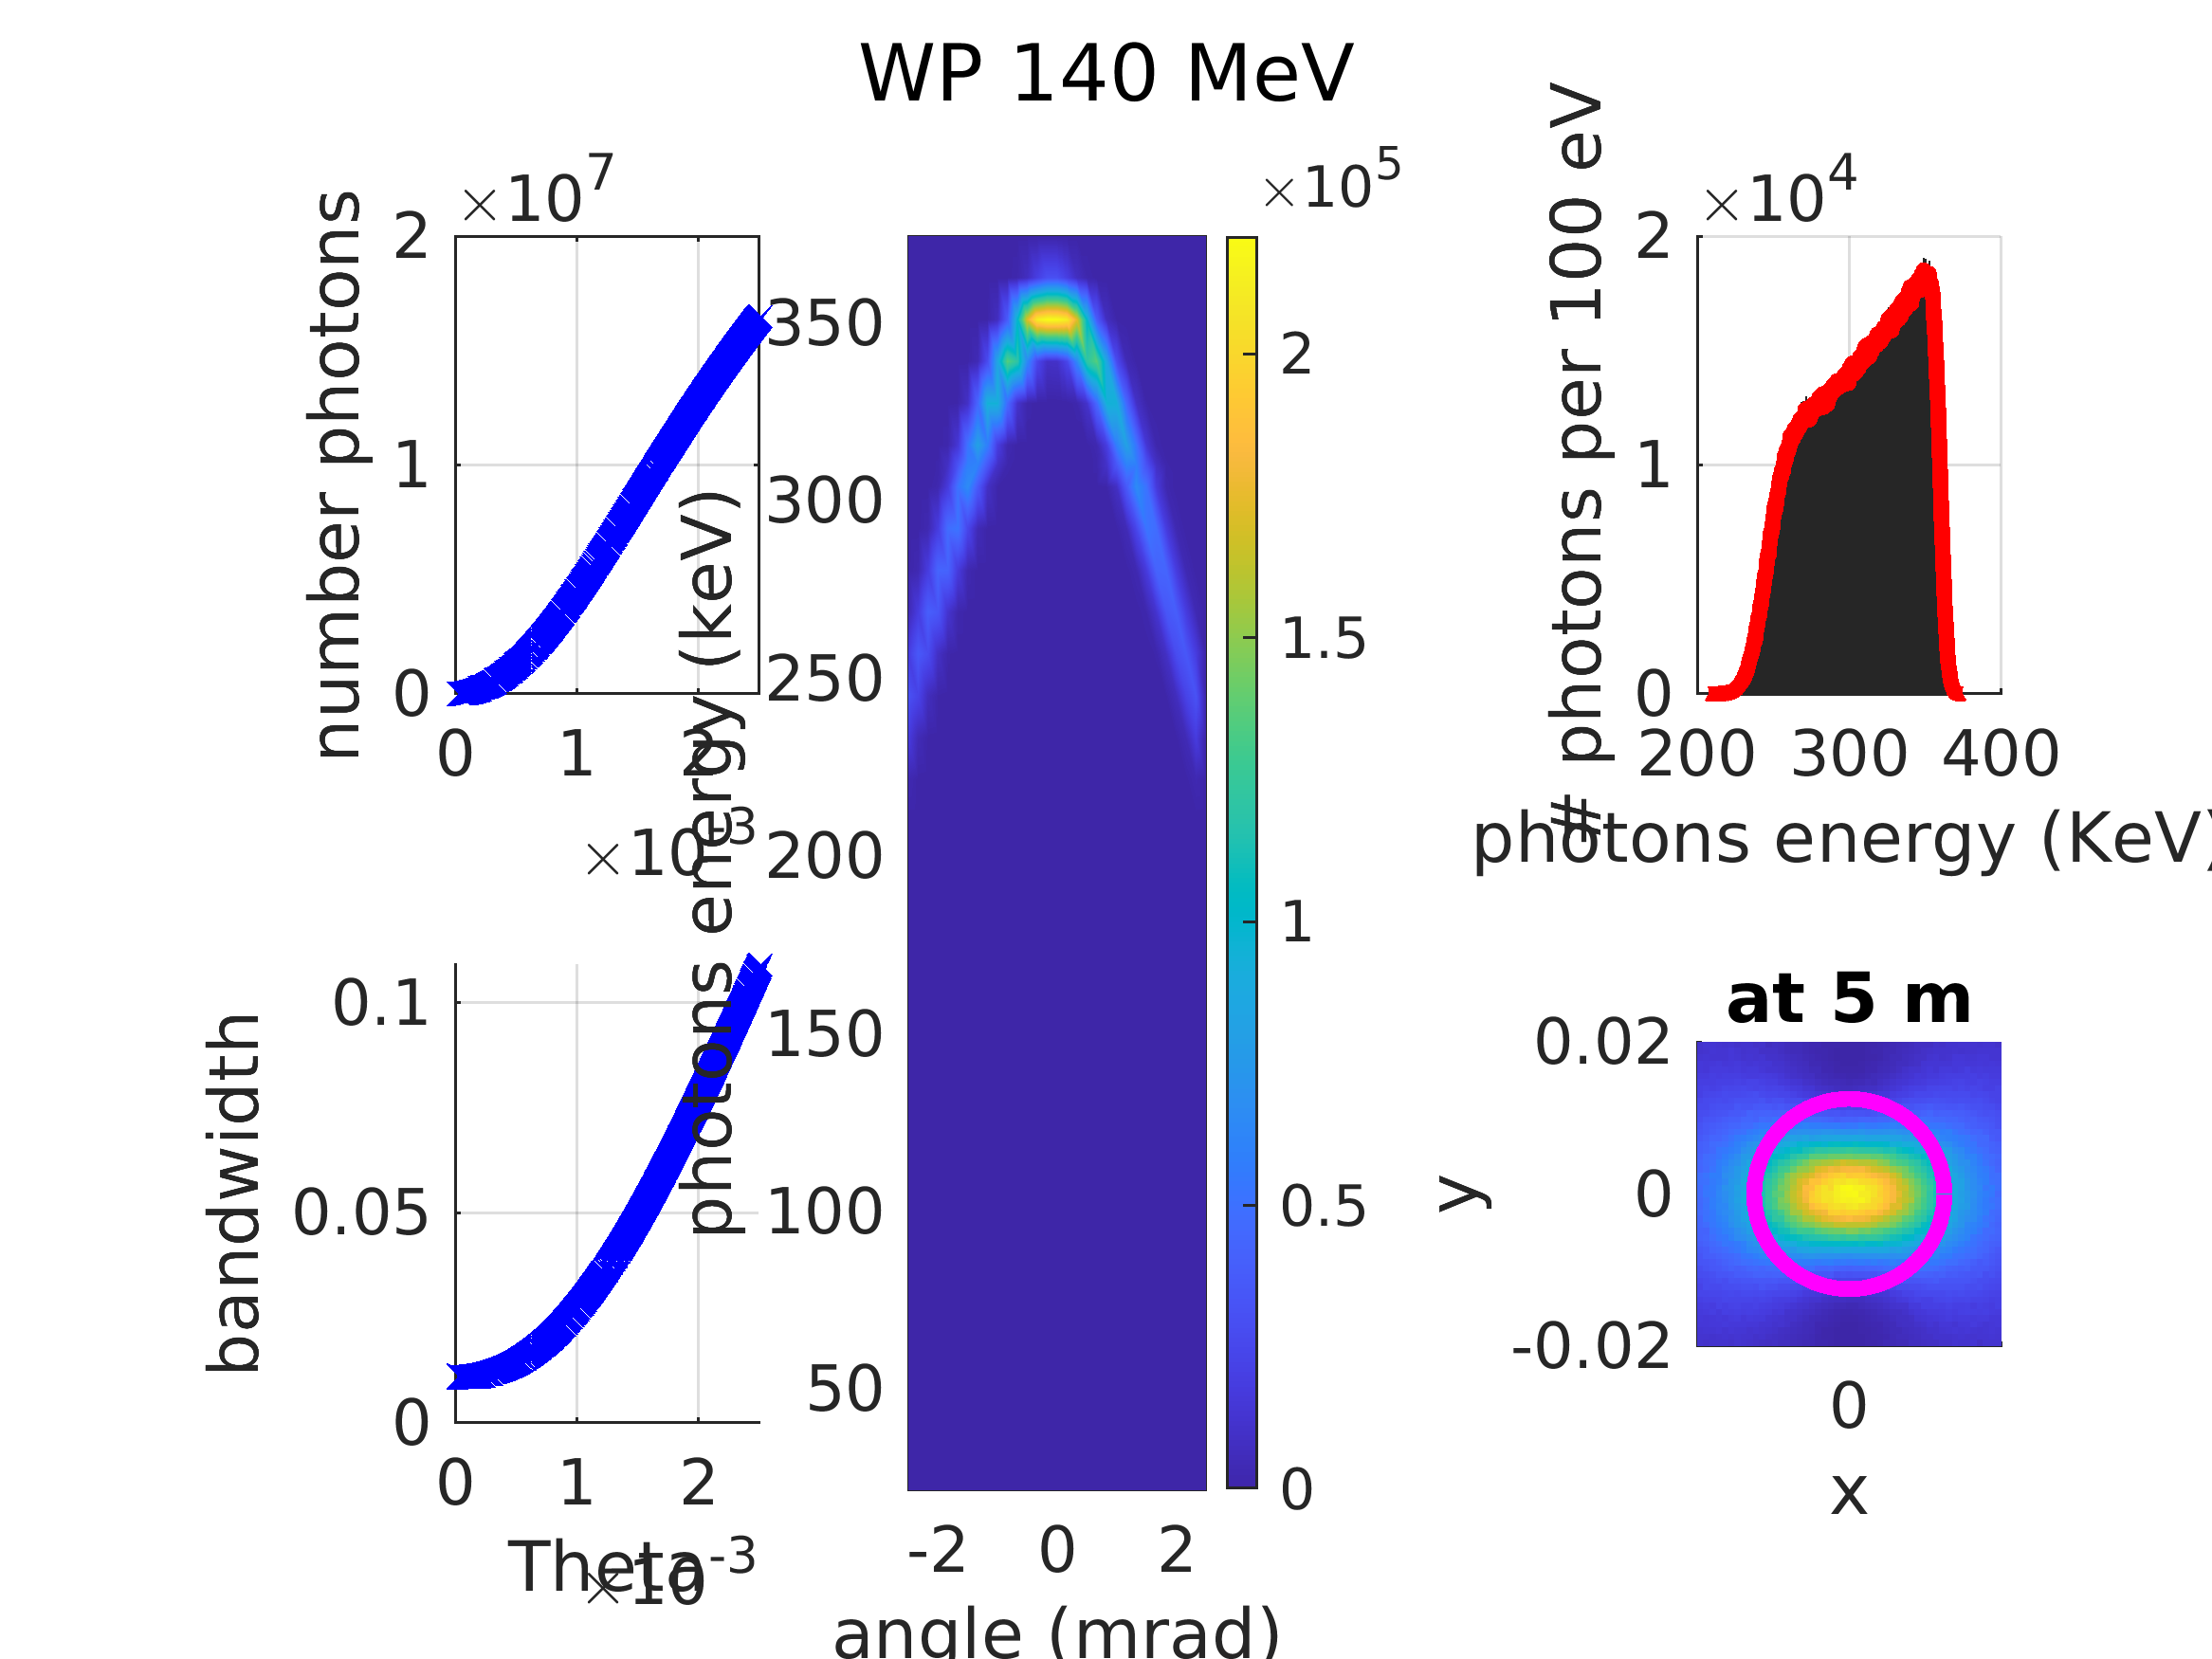 WP 140 MeV
×10^7
number photons
2
1
0
0 1 2
×10^-3
bandwidth
0.1
0.05
0
0 1 2
Theta
×10^-3
photons energy (keV)
350
300
250
200
150
100
50
-2 0 2
angle (mrad)
×10^5
2
1.5
1
0.5
0
×10^4
# photons per 100 eV
2
1
0
200 300 400
photons energy (KeV)
at 5 m
y
0.02
0
-0.02
0
x